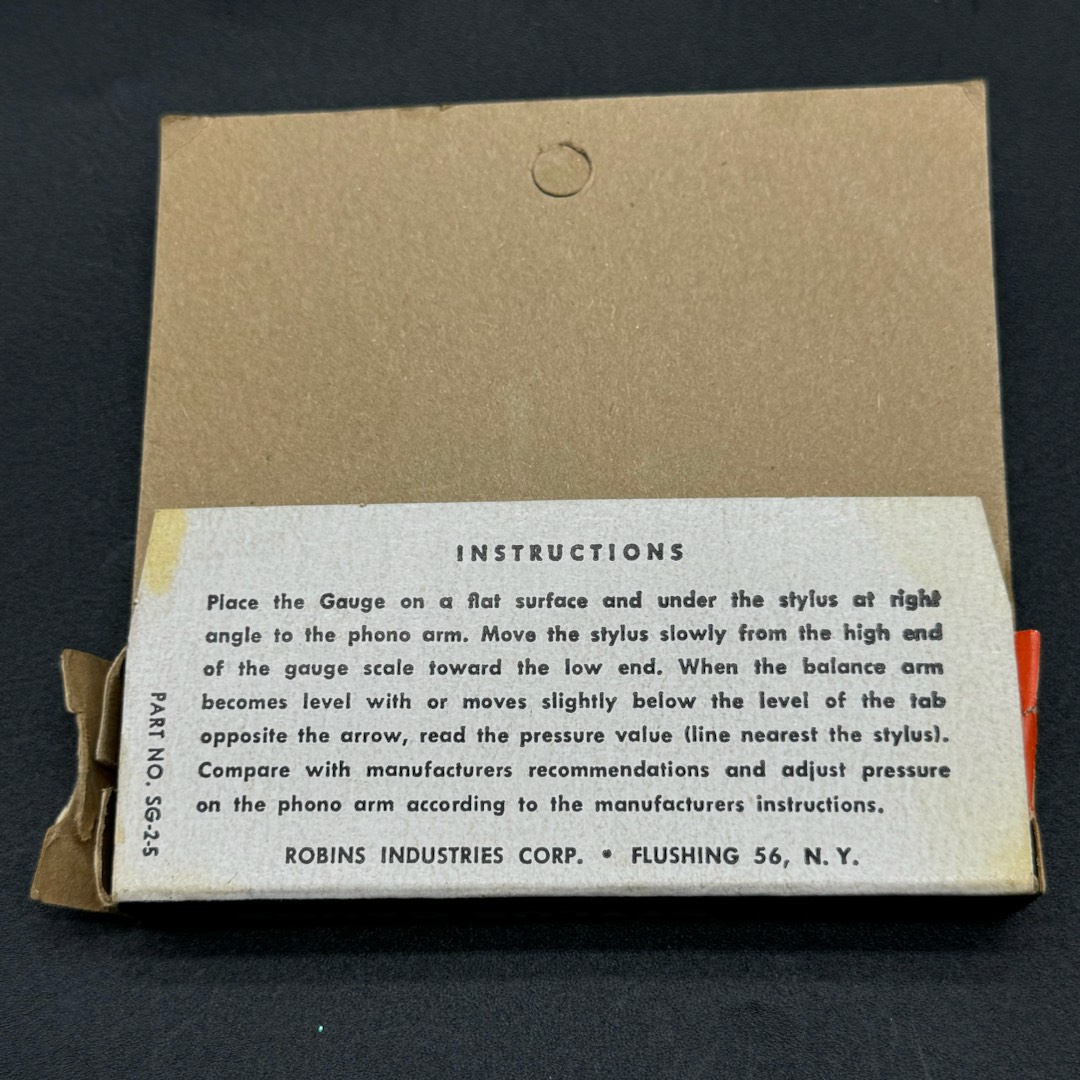 INSTRUCTIONS
Place the Gauge on a flat surface and under the stylus at right
angle to the phono arm. Move the stylus slowly from the high end
of the gauge scale toward the low end. When the balance arm
becomes level with or moves slightly below the level of the tab
opposite the arrow, read the pressure value (line nearest the stylus).
Compare with manufacturers recommendations and adjust pressure
on the phono arm according to the manufacturers instructions.
ROBINS INDUSTRIES CORP. • FLUSHING 56, N. Y.
PART NO. SG-2-5